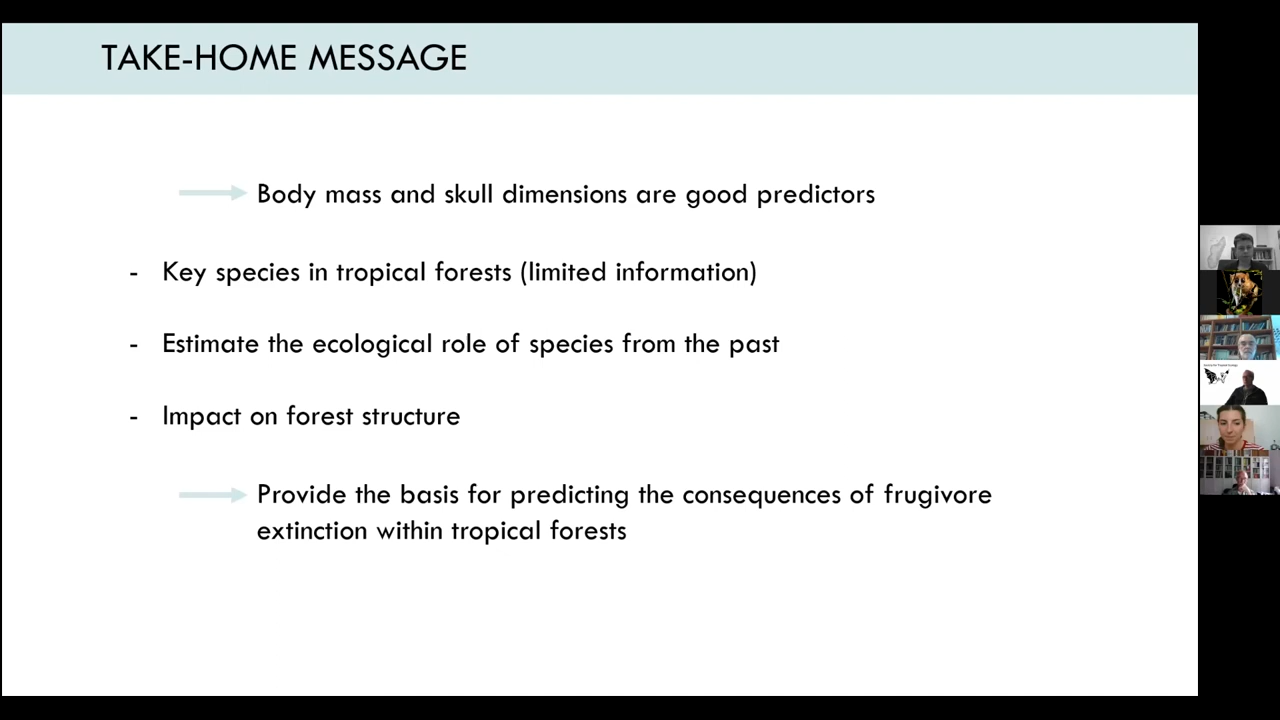 TAKE-HOME MESSAGE
Body mass and skull dimensions are good predictors
- Key species in tropical forests (limited information)
- Estimate the ecological role of species from the past
- Impact on forest structure
Provide the basis for predicting the consequences of frugivore
extinction within tropical forests